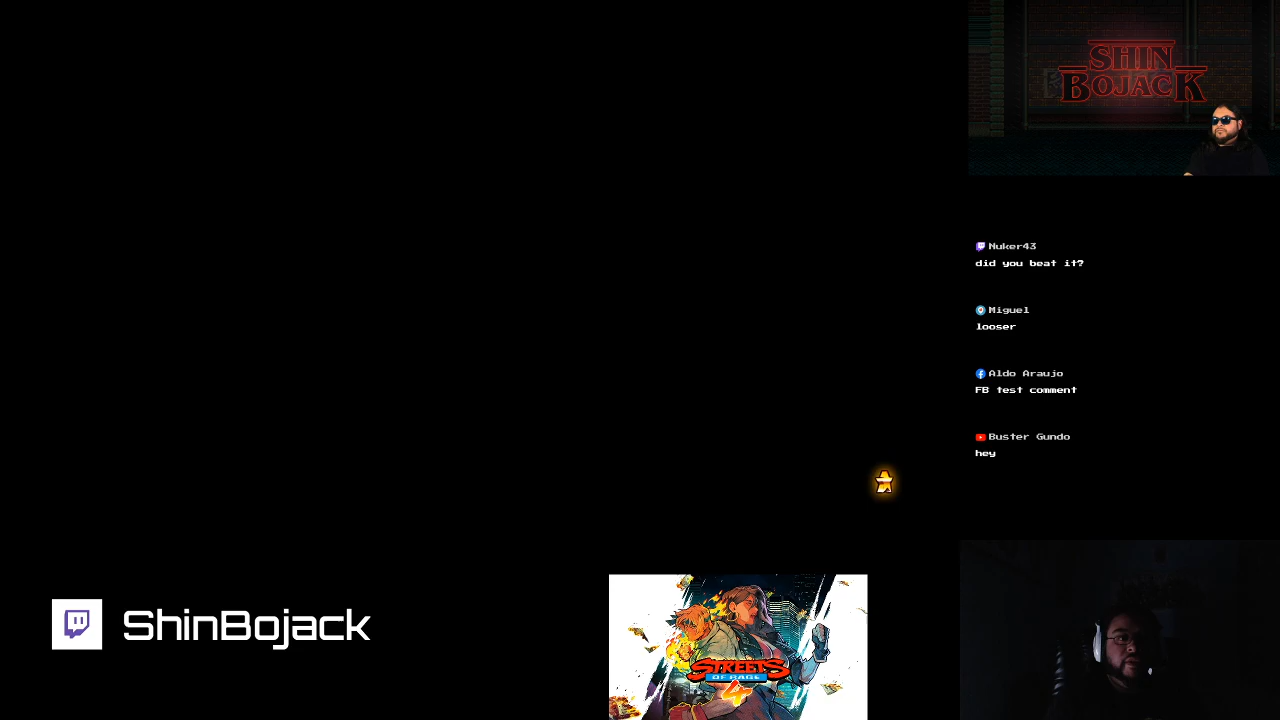 SHIN
BOJACK
Nuker43
did you beat it?
Miguel
looser
Aldo Araujo
FB test comment
Buster Gundo
hey
ShinBojack
STREETS
OF RAGE
4